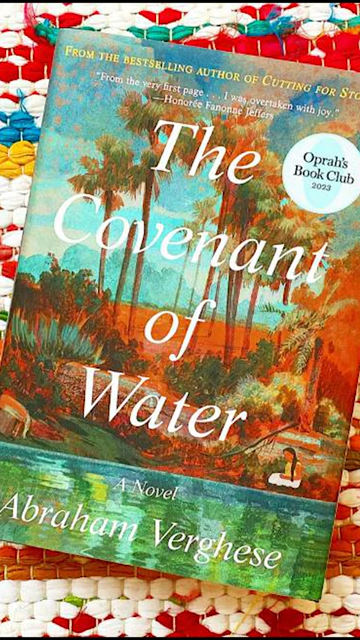 FROM THE BESTSELLING AUTHOR OF CUTTING FOR
"From the very first page . . . I was overtaken with joy."
—Honorée Fanonne Jeffers
Oprah's
Book Club
2023
The
Covenant
of
Water
A Novel
Abraham Verghese